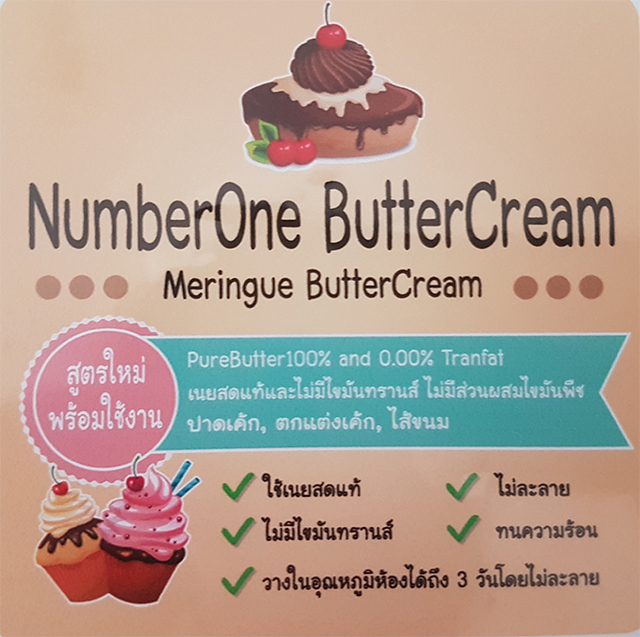 NumberOne ButterCream
Meringue ButterCream
สูตรใหม่
พร้อมใช้งาน
PureButter100% and 0.00% Tranfat
เนยสดแท้และไม่มีไขมันทรานส์ ไม่มีส่วนผสมไขมันพืช
ปาดเค้ก, ตกแต่งเค้ก, ไส้ขนม
ใช้เนยสดแท้
ไม่ละลาย
ไม่มีไขมันทรานส์
ทนความร้อน
วางในอุณหภูมิห้องได้ถึง 3 วันโดยไม่ละลาย